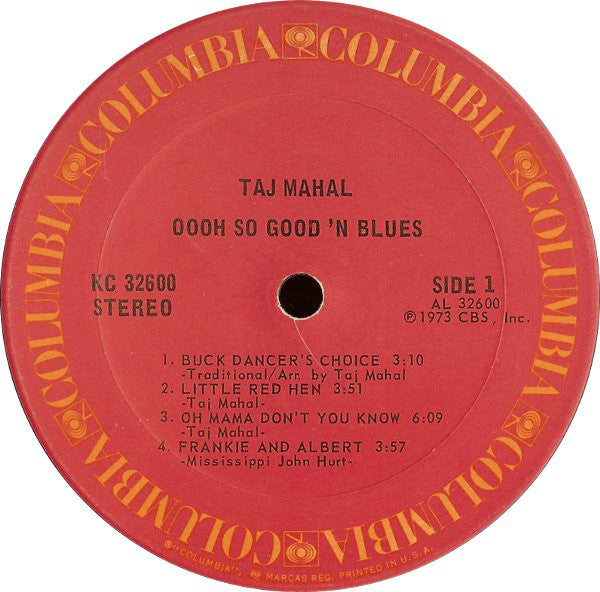 COLUMBIA COLUMBIA COLUMBIA COLUMBIA COLUMBIA COLUMBIA
TAJ MAHAL
OOOH SO GOOD 'N BLUES
KC 32600
STEREO
SIDE 1
AL 32600
Ⓟ1973 CBS, Inc.
1. BUCK DANCER'S CHOICE 3:10
-Traditional/Arr. by Taj Mahal
2. LITTLE RED HEN 3:51
-Taj Mahal-
3. OH MAMA DON'T YOU KNOW 6:09
-Taj Mahal-
4. FRANKIE AND ALBERT 3:57
-Mississippi John Hurt-
®"COLUMBIA", MARCAS REG. PRINTED IN U.S.A.